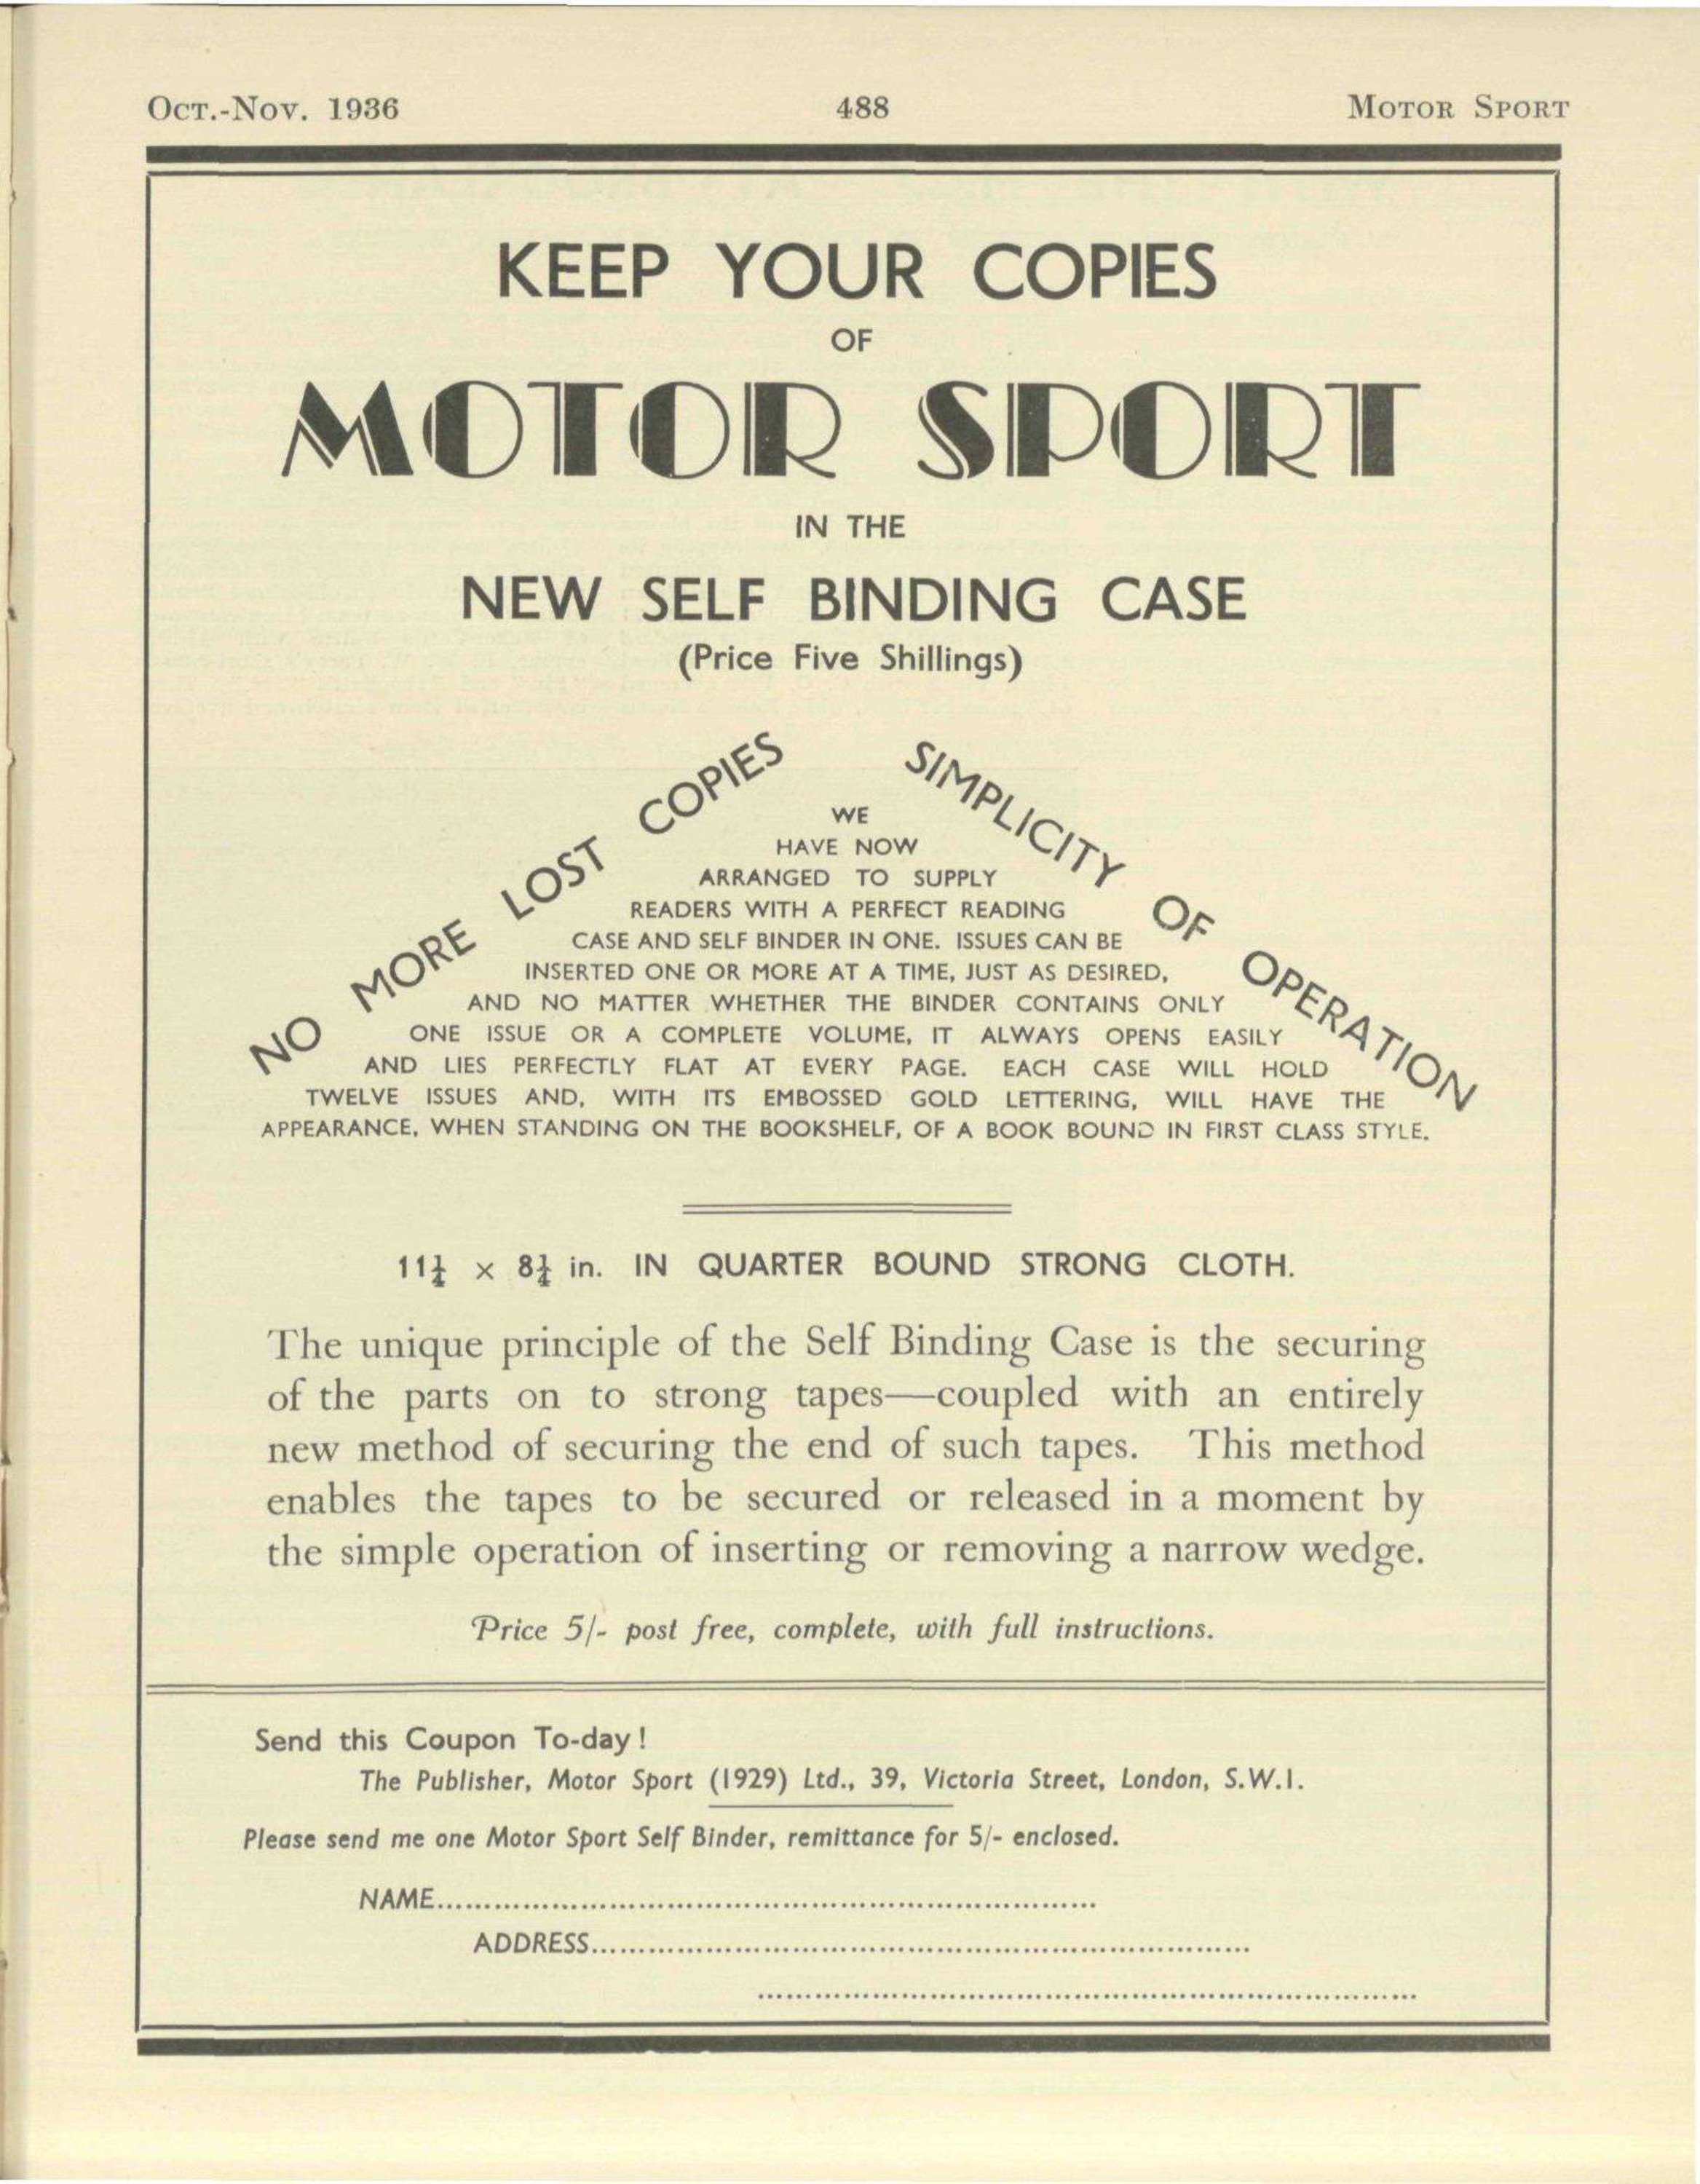 Oct.-Nov. 1936 488 Motor Sport
KEEP YOUR COPIES
OF
MOTOR SPORT
IN THE
NEW SELF BINDING CASE
(Price Five Shillings)
NO MORE LOST COPIES
SIMPLICITY OF OPERATION
WE
HAVE NOW
ARRANGED TO SUPPLY
READERS WITH A PERFECT READING
CASE AND SELF BINDER IN ONE. ISSUES CAN BE
INSERTED ONE OR MORE AT A TIME, JUST AS DESIRED,
AND NO MATTER WHETHER THE BINDER CONTAINS ONLY
ONE ISSUE OR A COMPLETE VOLUME, IT ALWAYS OPENS EASILY
AND LIES PERFECTLY FLAT AT EVERY PAGE. EACH CASE WILL HOLD
TWELVE ISSUES AND, WITH ITS EMBOSSED GOLD LETTERING, WILL HAVE THE
APPEARANCE, WHEN STANDING ON THE BOOKSHELF, OF A BOOK BOUND IN FIRST CLASS STYLE.
11¼ × 8¼ in. IN QUARTER BOUND STRONG CLOTH.
The unique principle of the Self Binding Case is the securing
of the parts on to strong tapes—coupled with an entirely
new method of securing the end of such tapes. This method
enables the tapes to be secured or released in a moment by
the simple operation of inserting or removing a narrow wedge.
Price 5/- post free, complete, with full instructions.
Send this Coupon To-day!
The Publisher, Motor Sport (1929) Ltd., 39, Victoria Street, London, S.W.1.
Please send me one Motor Sport Self Binder, remittance for 5/- enclosed.
NAME
ADDRESS